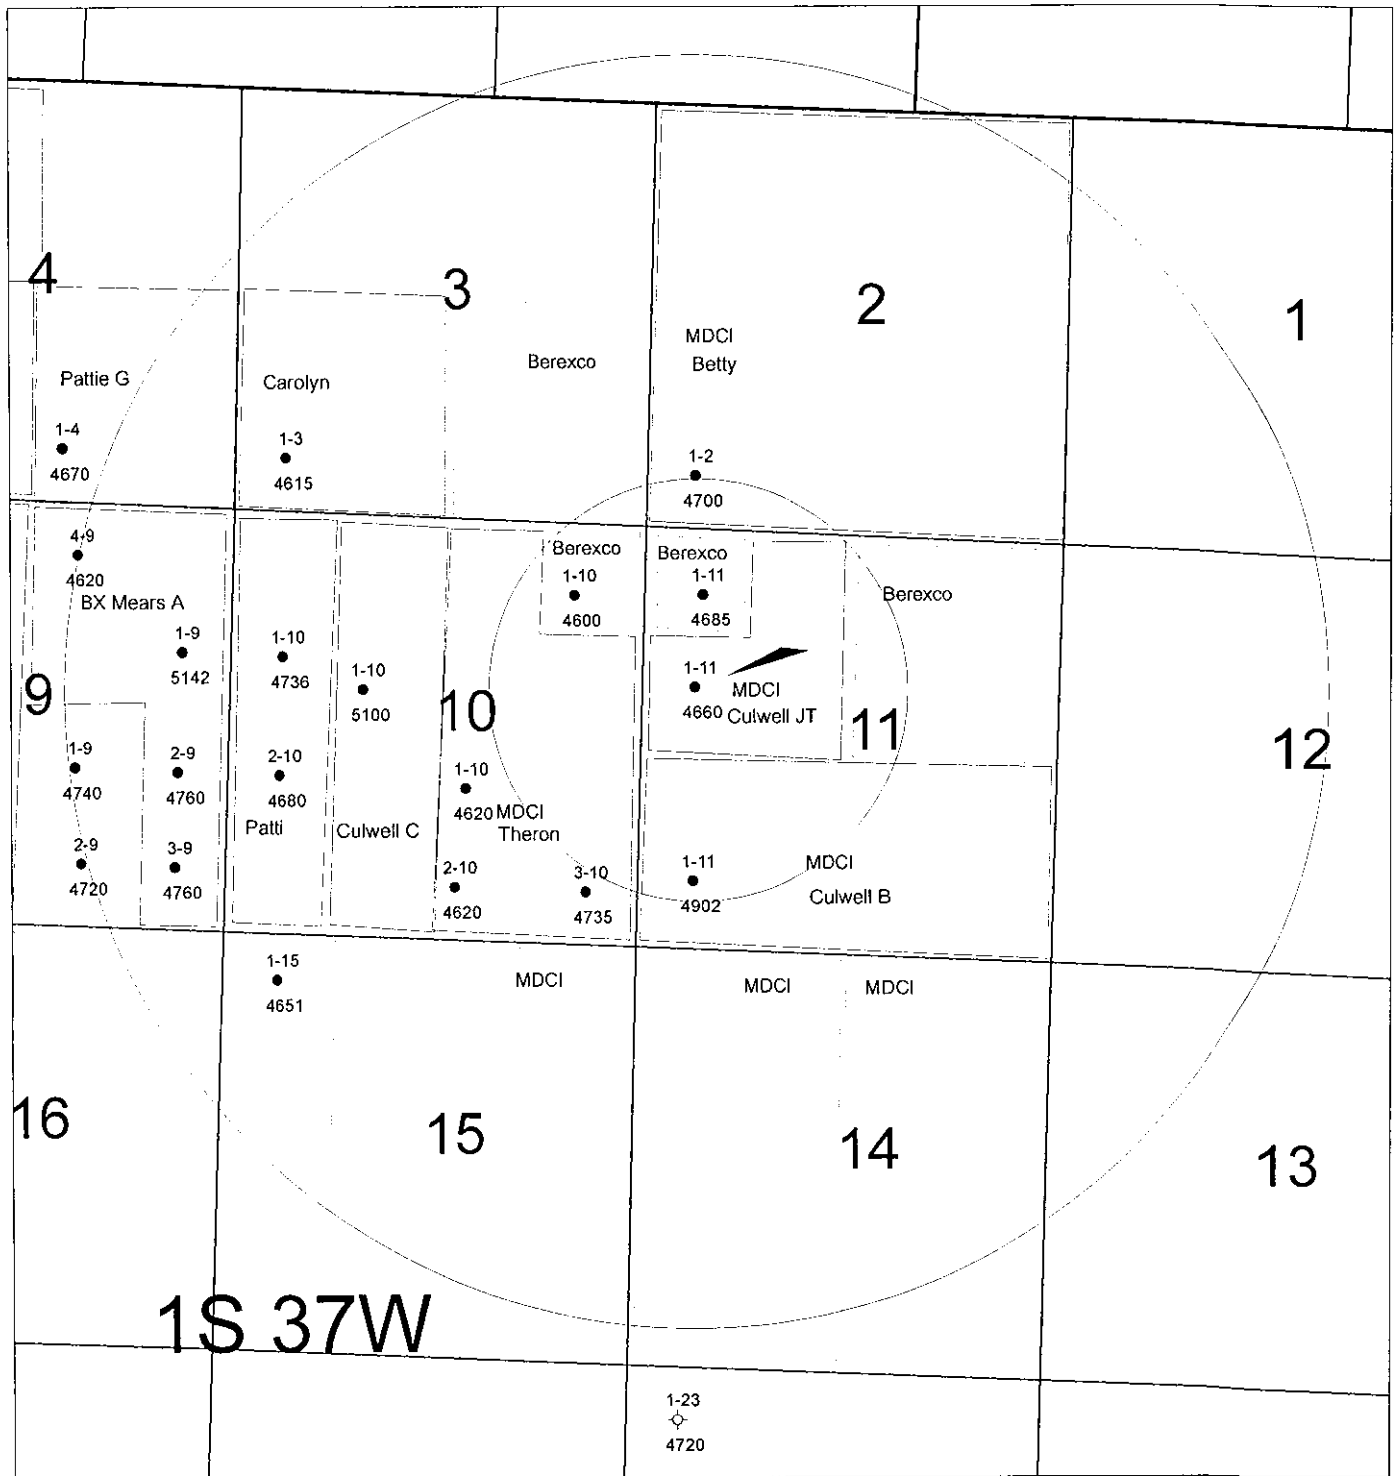 4
3
2
1
MDCI
Betty
Berexco
Pattie G
Carolyn
1-4
4670
1-3
4615
1-2
4700
4-9
4620
BX Mears A
Berexco
1-10
4600
Berexco
1-11
4685
Berexco
1-9
5142
1-10
4736
1-10
5100
1-11
4660
MDCI
Culwell JT
9
10
11
12
1-9
4740
2-9
4760
2-10
4680
1-10
4620
MDCI
Theron
Patti
Culwell C
2-9
4720
3-9
4760
2-10
4620
3-10
4735
1-11
4902
MDCI
Culwell B
1-15
4651
MDCI
MDCI
MDCI
16
15
14
13
1S 37W
1-23
4720